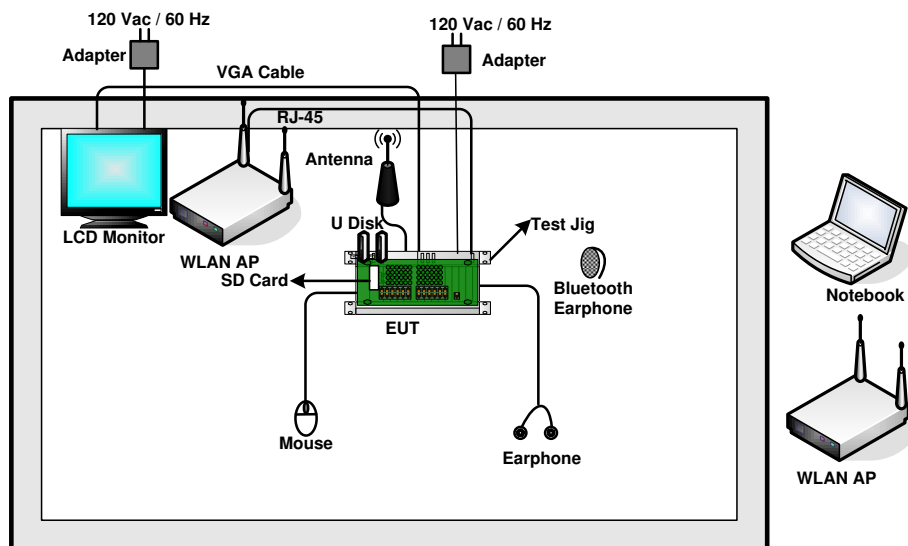 120 Vac / 60 Hz
120 Vac / 60 Hz
Adapter
Adapter
VGA Cable
RJ-45
Antenna
U Disk
Test Jig
LCD Monitor
WLAN AP
SD Card
Bluetooth
Earphone
Notebook
EUT
Mouse
Earphone
WLAN AP